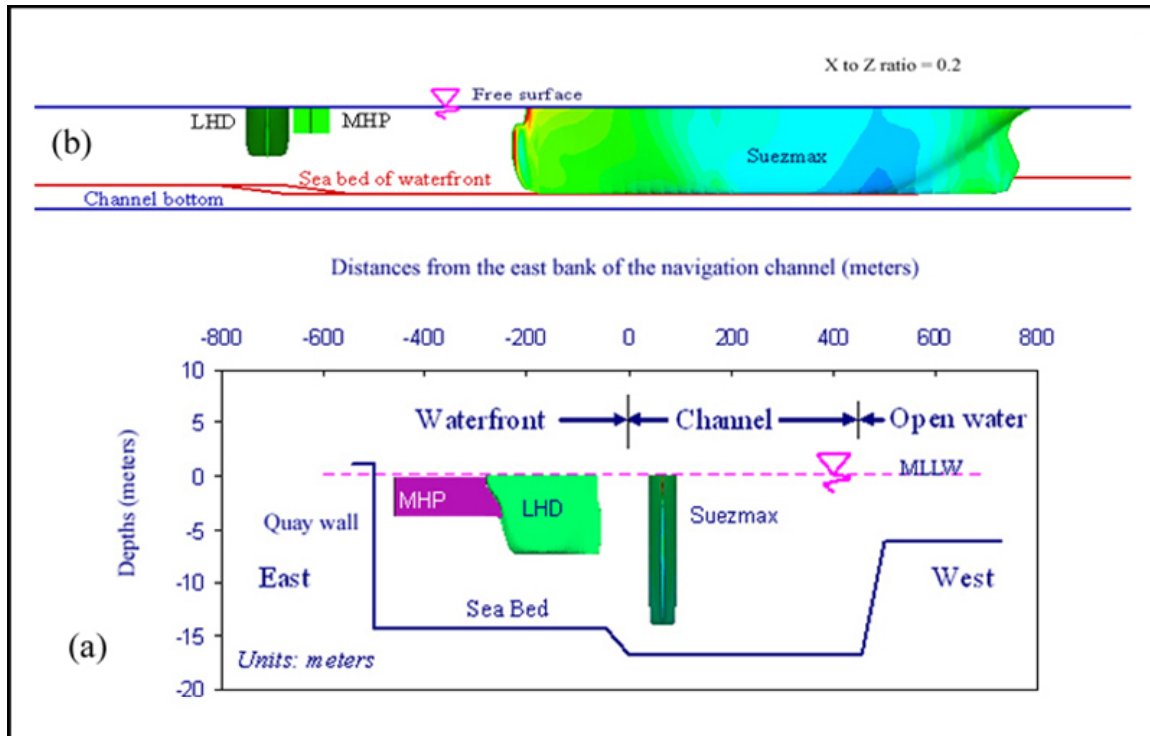 X to Z ratio = 0.2
Free surface
LHD
MHP
(b)
Suezmax
Sea bed of waterfront
Channel bottom
Distances from the east bank of the navigation channel (meters)
-800 -600 -400 -200 0 200 400 600 800
10
Waterfront Channel Open water
5
MLLW
0
MHP
LHD
Suezmax
Quay wall
-5
Depths (meters)
East
West
-10
Sea Bed
-15
(a)
Units: meters
-20